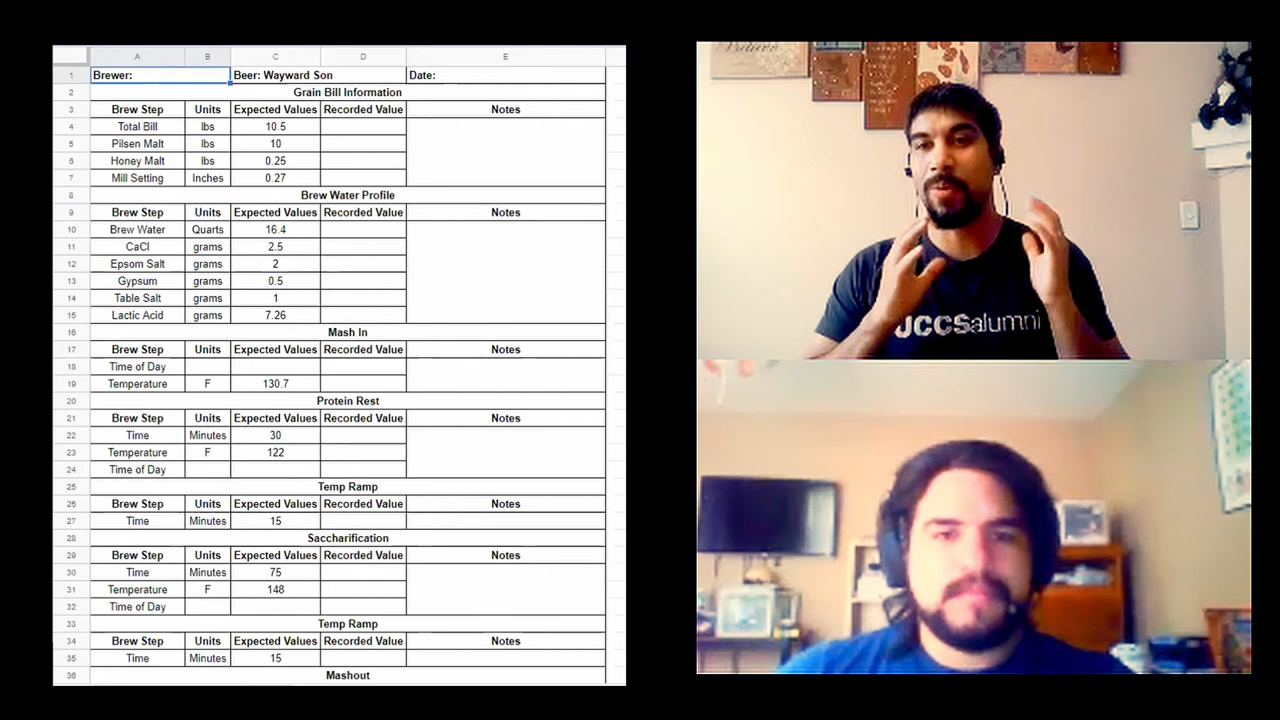 A B C D E
1 Brewer: Beer: Wayward Son Date:
2 Grain Bill Information
3 Brew Step Units Expected Values Recorded Value Notes
4 Total Bill lbs 10.5
5 Pilsen Malt lbs 10
6 Honey Malt lbs 0.25
7 Mill Setting Inches 0.27
8 Brew Water Profile
9 Brew Step Units Expected Values Recorded Value Notes
10 Brew Water Quarts 16.4
11 CaCl grams 2.5
12 Epsom Salt grams 2
13 Gypsum grams 0.5
14 Table Salt grams 1
15 Lactic Acid grams 7.26
16 Mash In
17 Brew Step Units Expected Values Recorded Value Notes
18 Time of Day
19 Temperature F 130.7
20 Protein Rest
21 Brew Step Units Expected Values Recorded Value Notes
22 Time Minutes 30
23 Temperature F 122
24 Time of Day
25 Temp Ramp
26 Brew Step Units Expected Values Recorded Value Notes
27 Time Minutes 15
28 Saccharification
29 Brew Step Units Expected Values Recorded Value Notes
30 Time Minutes 75
31 Temperature F 148
32 Time of Day
33 Temp Ramp
34 Brew Step Units Expected Values Recorded Value Notes
35 Time Minutes 15
36 Mashout
UCCSalumni